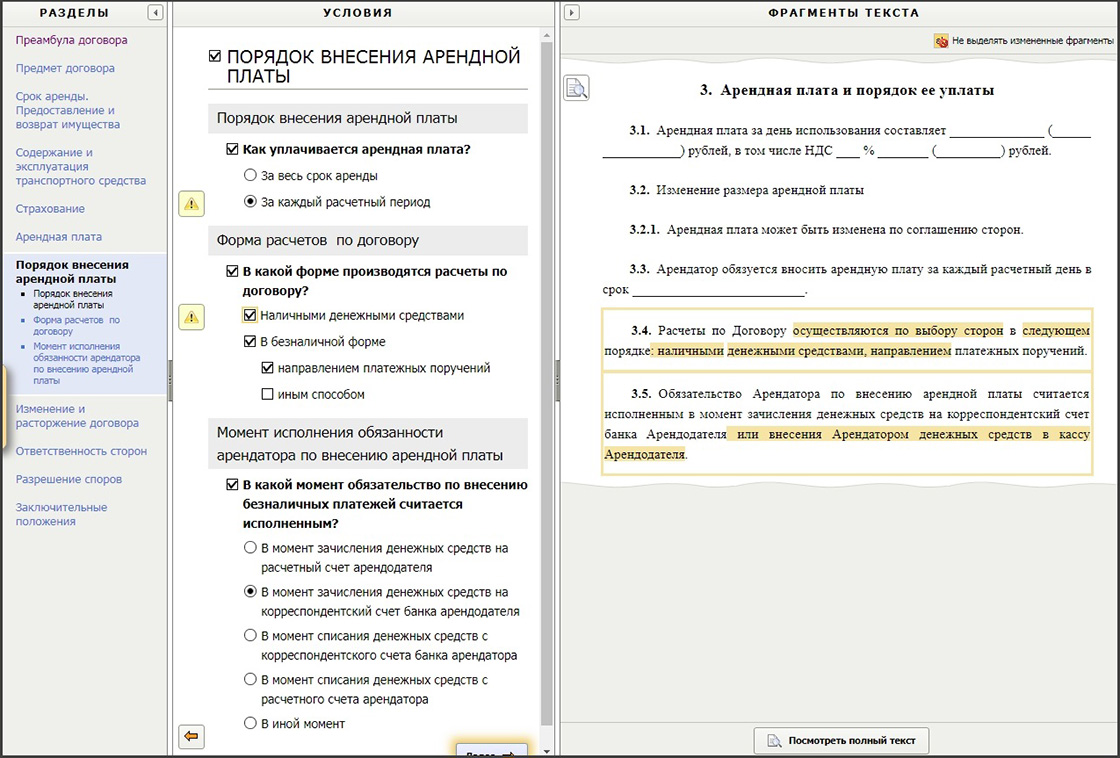 РАЗДЕЛЫ
Преамбула договора
Предмет договора
Срок аренды.
Предоставление и
возврат имущества
Содержание и
эксплуатация
транспортного средства
Страхование
Арендная плата
Порядок внесения
арендной платы
Порядок внесения
арендной платы
Форма расчетов по
договору
Момент исполнения
обязанности арендатора
по внесению арендной
платы
Изменение и
расторжение договора
Ответственность сторон
Разрешение споров
Заключительные
положения
УСЛОВИЯ
ПОРЯДОК ВНЕСЕНИЯ АРЕНДНОЙ
ПЛАТЫ
Порядок внесения арендной платы
Как уплачивается арендная плата?
За весь срок аренды
За каждый расчетный период
Форма расчетов по договору
В какой форме производятся расчеты по
договору?
Наличными денежными средствами
В безналичной форме
направлением платежных поручений
иным способом
Момент исполнения обязанности
арендатора по внесению арендной платы
В какой момент обязательство по внесению
безналичных платежей считается
исполненным?
В момент зачисления денежных средств на
расчетный счет арендодателя
В момент зачисления денежных средств на
корреспондентский счет банка арендодателя
В момент списания денежных средств с
корреспондентского счета банка арендатора
В момент списания денежных средств с
расчетного счета арендатора
В иной момент
ФРАГМЕНТЫ ТЕКСТА
Не выделять измененные фрагменты
3. Арендная плата и порядок ее уплаты
3.1. Арендная плата за день использования составляет ______________ (______
____________) рублей, в том числе НДС ____ % ________ (__________) рублей.
3.2. Изменение размера арендной платы
3.2.1. Арендная плата может быть изменена по соглашению сторон.
3.3. Арендатор обязуется вносить арендную плату за каждый расчетный день в
срок __________________________.
3.4. Расчеты по Договору осуществляются по выбору сторон в следующем
порядке: наличными денежными средствами, направлением платежных поручений.
3.5. Обязательство Арендатора по внесению арендной платы считается
исполненным в момент зачисления денежных средств на корреспондентский счет
банка Арендодателя или внесения Арендатором денежных средств в кассу
Арендодателя.
Посмотреть полный текст